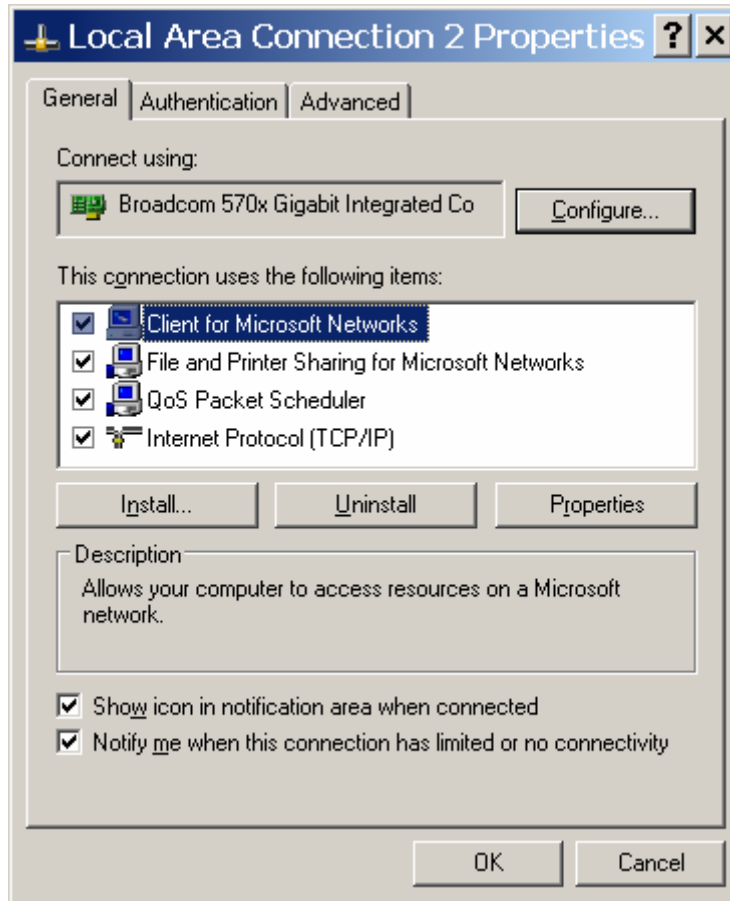 Local Area Connection 2 Properties
General Authentication Advanced
Connect using:
Broadcom 570x Gigabit Integrated Co Configure...
This connection uses the following items:
Client for Microsoft Networks
File and Printer Sharing for Microsoft Networks
QoS Packet Scheduler
Internet Protocol (TCP/IP)
Install... Uninstall Properties
Description
Allows your computer to access resources on a Microsoft
network.
Show icon in notification area when connected
Notify me when this connection has limited or no connectivity
OK Cancel